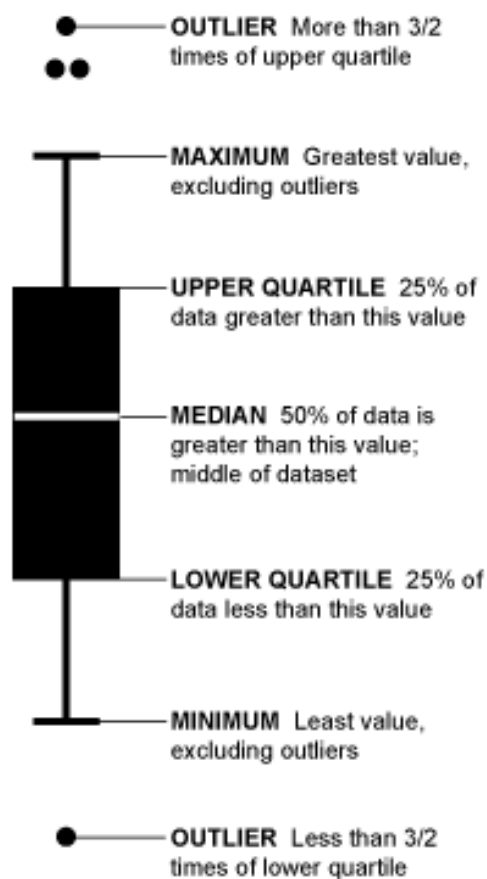 OUTLIER More than 3/2
times of upper quartile
MAXIMUM Greatest value,
excluding outliers
UPPER QUARTILE 25% of
data greater than this value
MEDIAN 50% of data is
greater than this value;
middle of dataset
LOWER QUARTILE 25% of
data less than this value
MINIMUM Least value,
excluding outliers
OUTLIER Less than 3/2
times of lower quartile